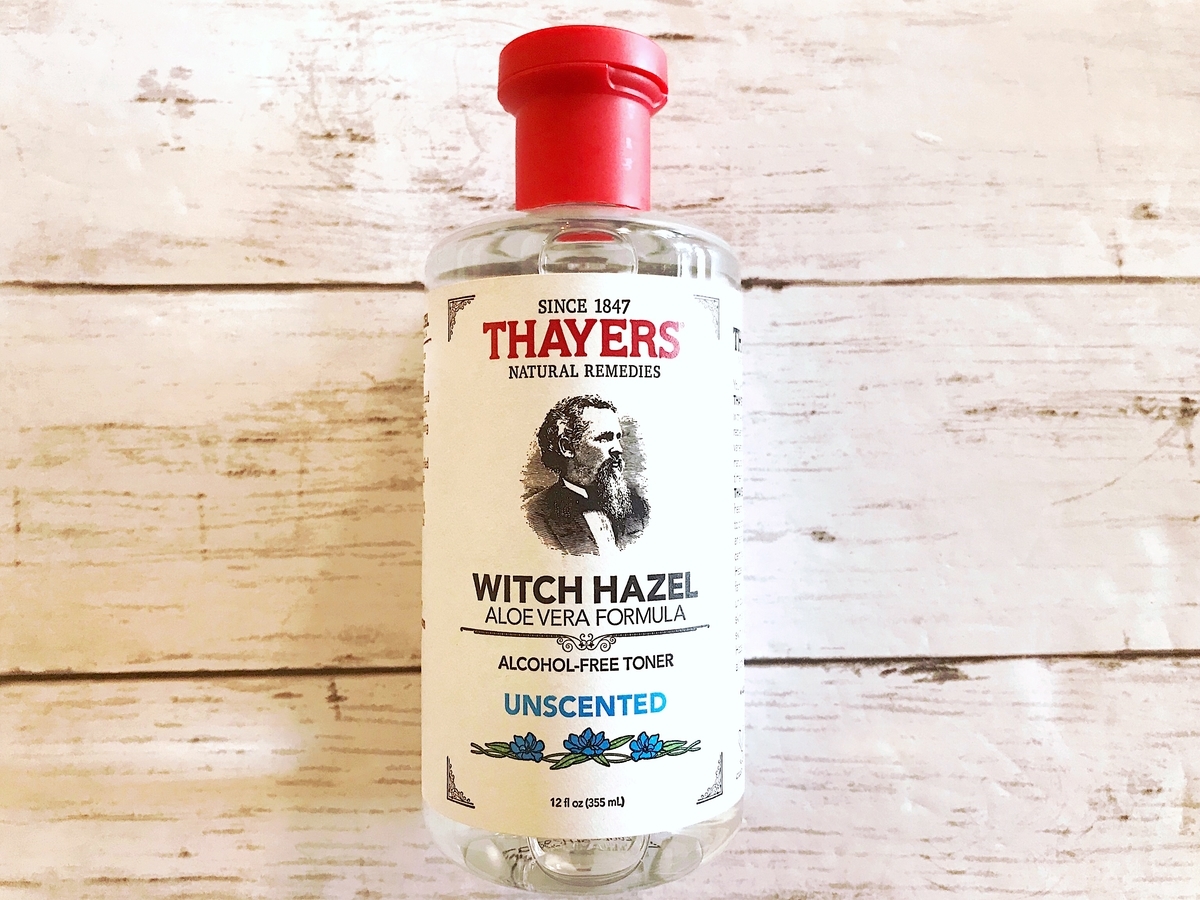 SINCE 1847
THAYERS
NATURAL REMEDIES
WITCH HAZEL
ALOE VERA FORMULA
ALCOHOL-FREE TONER
UNSCENTED
12 fl oz (355 mL)